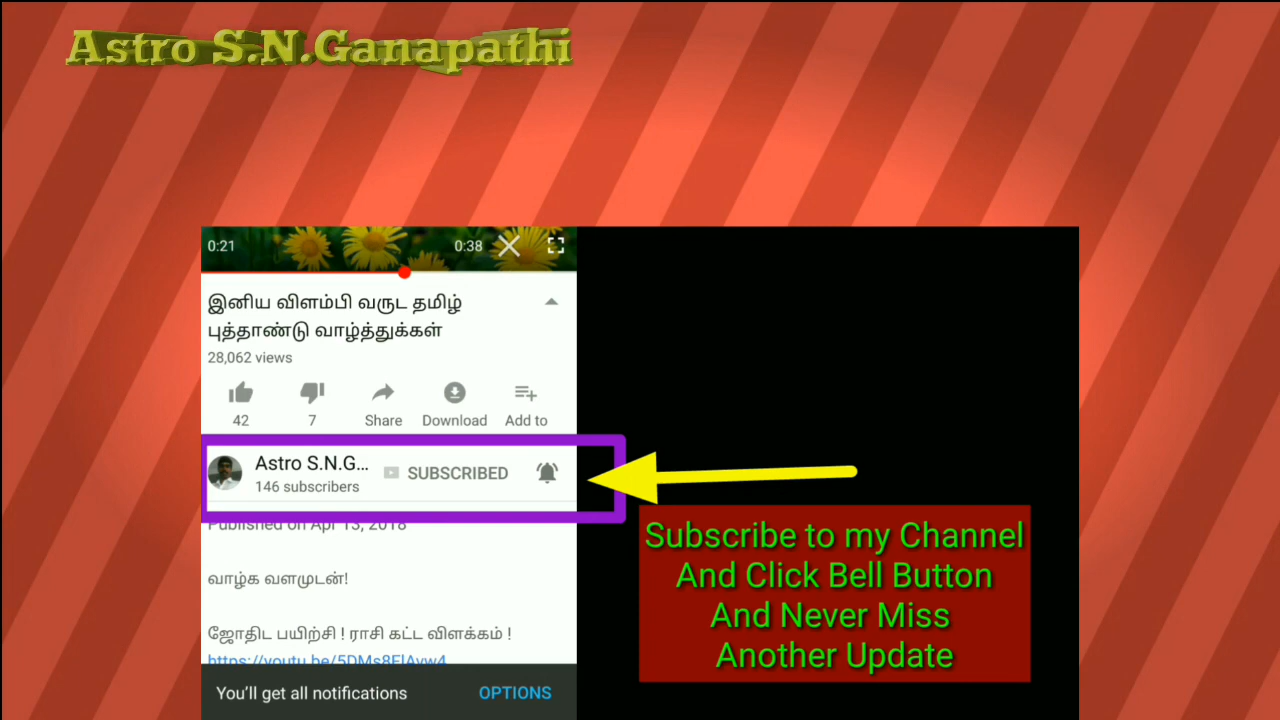 Astro S.N.Ganapathi
0:21
0:38
இனிய விளம்பி வருட தமிழ்
புத்தாண்டு வாழ்த்துக்கள்
28,062 views
42
7
Share
Download
Add to
Astro S.N.G...
SUBSCRIBED
146 subscribers
Published on Apr 13, 2018
வாழ்க வளமுடன்!
ஜோதிட பயிற்சி ! ராசி கட்ட விளக்கம் !
You'll get all notifications
OPTIONS
Subscribe to my Channel
And Click Bell Button
And Never Miss
Another Update